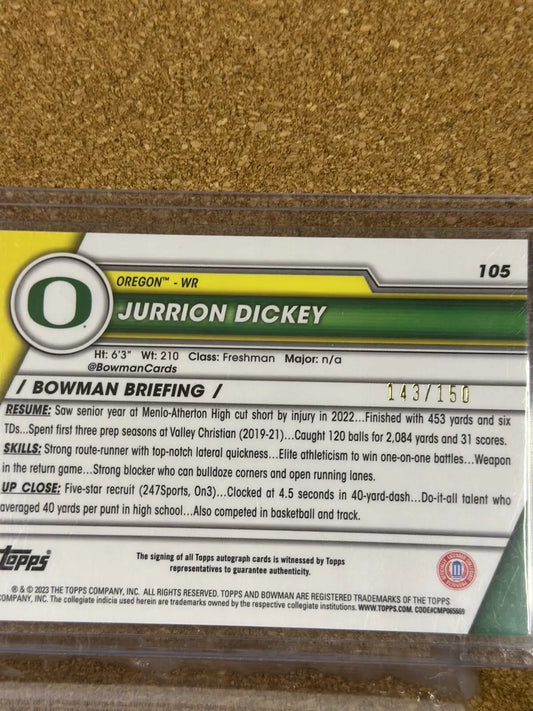 105
OREGON™ - WR
O
JURRION DICKEY
Ht: 6'3" Wt: 210 Class: Freshman Major: n/a
@BowmanCards
/ BOWMAN BRIEFING /
143/150
RESUME: Saw senior year at Menlo-Atherton High cut short by injury in 2022...Finished with 453 yards and six
TDs...Spent first three prep seasons at Valley Christian (2019-21)...Caught 120 balls for 2,084 yards and 31 scores.
SKILLS: Strong route-runner with top-notch lateral quickness...Elite athleticism to win one-on-one battles...Weapon
in the return game...Strong blocker who can bulldoze corners and open running lanes.
UP CLOSE: Five-star recruit (247Sports, On3)...Clocked at 4.5 seconds in 40-yard-dash...Do-it-all talent who
averaged 40 yards per punt in high school...Also competed in basketball and track.
topps
The signing of all Topps autograph cards is witnessed by Topps
representatives to guarantee authenticity.
® & © 2023 THE TOPPS COMPANY, INC. ALL RIGHTS RESERVED. TOPPS AND BOWMAN ARE REGISTERED TRADEMARKS OF THE TOPPS
COMPANY, INC. The collegiate indicia used herein are trademarks owned by the respective collegiate institutions. WWW.TOPPS.COM. CODE#CMP065889